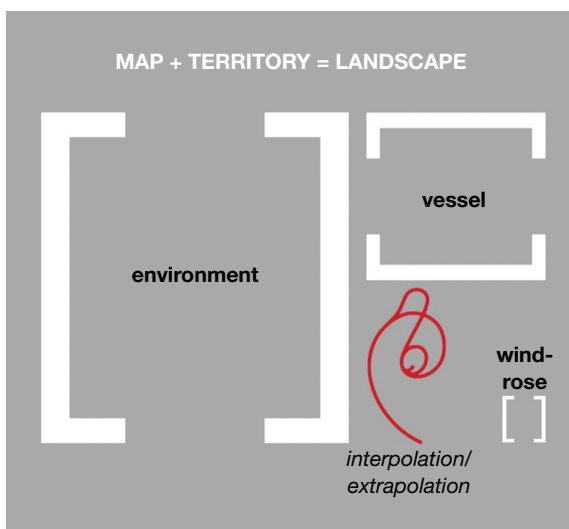 MAP + TERRITORY = LANDSCAPE
vessel
environment
wind-
rose
interpolation/
extrapolation